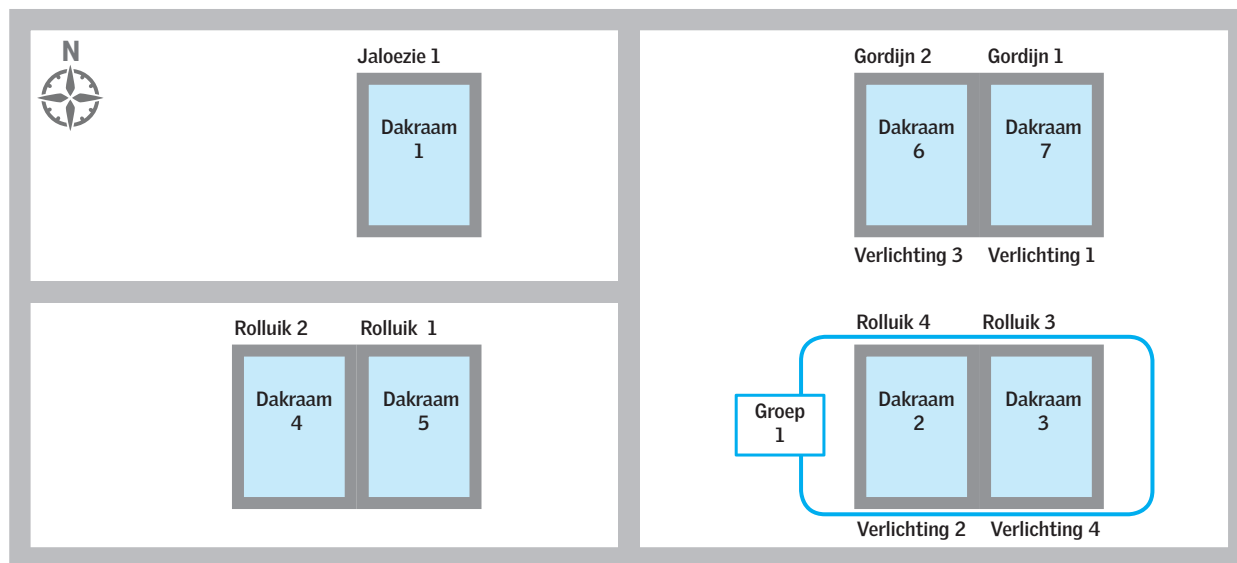 N
Jaloezie 1
Dakraam
1
Rolluik 2
Rolluik 1
Dakraam
4
Dakraam
5
Gordijn 2
Gordijn 1
Dakraam
6
Dakraam
7
Verlichting 3
Verlichting 1
Rolluik 4
Rolluik 3
Groep
1
Dakraam
2
Dakraam
3
Verlichting 2
Verlichting 4